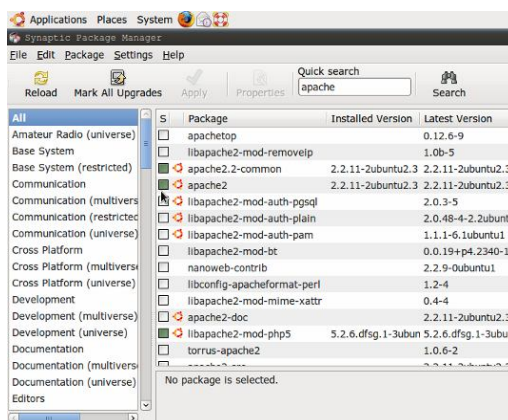 Applications Places System
Synaptic Package Manager
File Edit Package Settings Help
Quick search
apache
Reload Mark All Upgrades Apply Properties Search
All
Amateur Radio (universe)
Base System
Base System (restricted)
Communication
Communication (multivers
Communication (restricted
Communication (universe)
Cross Platform
Cross Platform (multivers
Cross Platform (universe)
Development
Development (multiverse)
Development (universe)
Documentation
Documentation (multivers
Documentation (universe)
Editors
S Package Installed Version Latest Version
apachetop 0.12.6-9
libapache2-mod-removeip 1.0b-5
apache2.2-common 2.2.11-2ubuntu2.3 2.2.11-2ubuntu2.3
apache2 2.2.11-2ubuntu2.3 2.2.11-2ubuntu2.3
libapache2-mod-auth-pgsql 2.0.3-5
libapache2-mod-auth-plain 2.0.48-4-2.2ubunt
libapache2-mod-auth-pam 1.1.1-6.1ubuntu1
libapache2-mod-bt 0.0.19+p4.2340-1
nanoweb-contrib 2.2.9-0ubuntu1
libconfig-apacheformat-perl 1.2-4
libapache2-mod-mime-xattr 0.4-4
apache2-doc 2.2.11-2ubuntu2.3
libapache2-mod-php5 5.2.6.dfsg.1-3ubun 5.2.6.dfsg.1-3ubu
torrus-apache2 1.0.6-2
No package is selected.